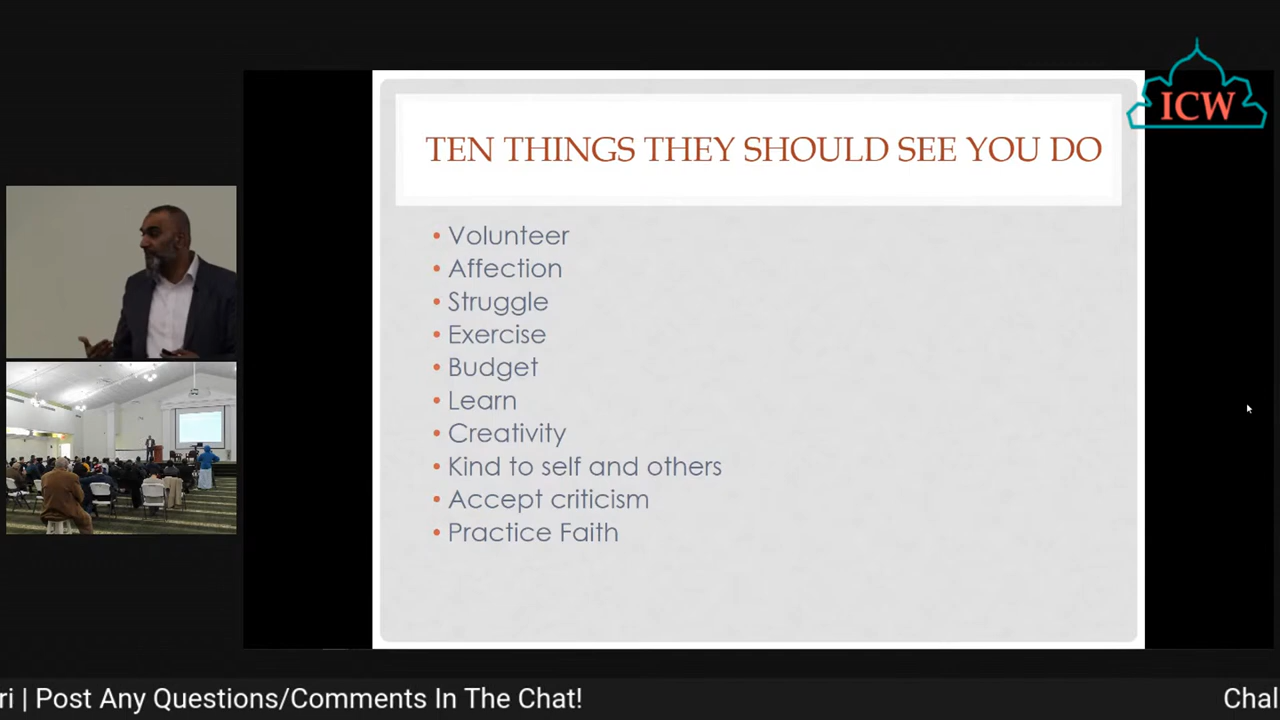 ICW
TEN THINGS THEY SHOULD SEE YOU DO
• Volunteer
• Affection
• Struggle
• Exercise
• Budget
• Learn
• Creativity
• Kind to self and others
• Accept criticism
• Practice Faith
ri | Post Any Questions/Comments In The Chat! Chal